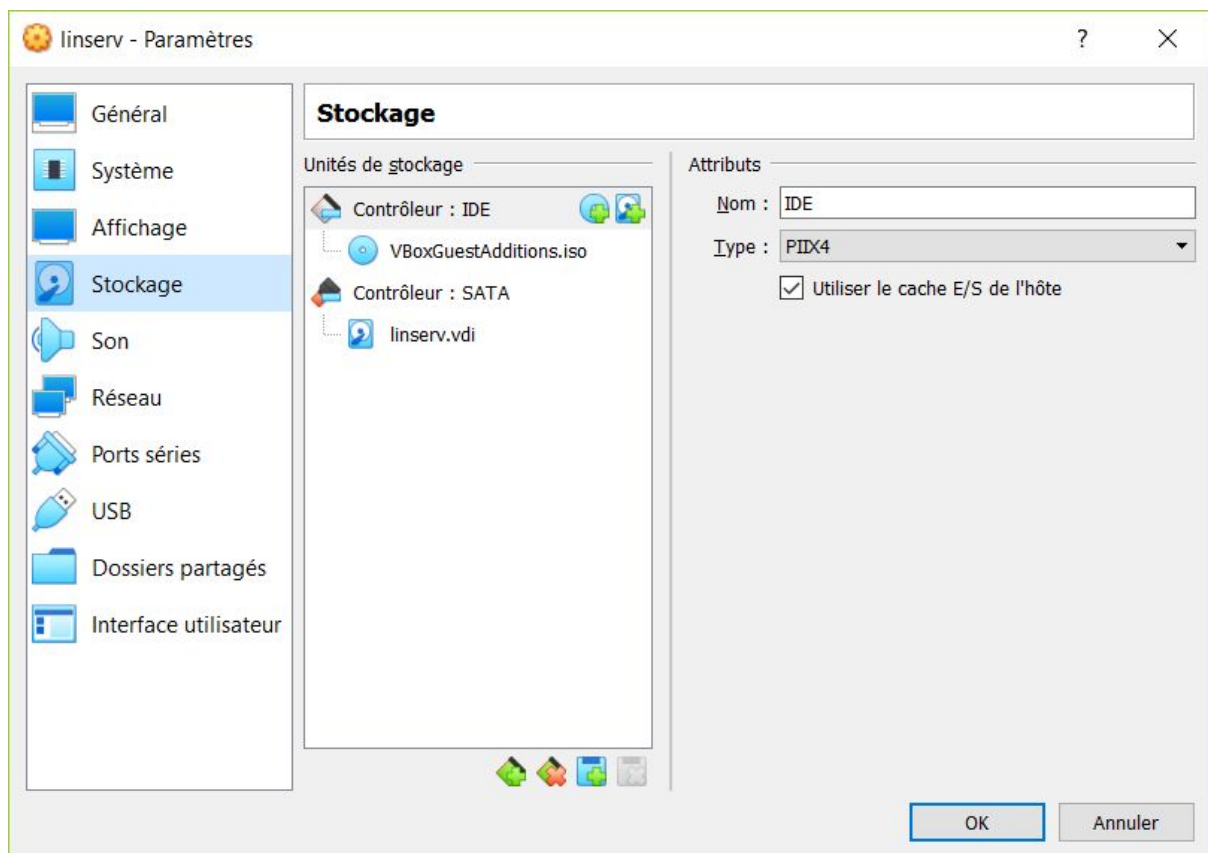 linserv - Paramètres
?
Général
Système
Affichage
Stockage
Son
Réseau
Ports séries
USB
Dossiers partagés
Interface utilisateur
Stockage
Unités de stockage
Contrôleur : IDE
VBoxGuestAdditions.iso
Contrôleur : SATA
linserv.vdi
Attributs
Nom : IDE
Type : PIIX4
Utiliser le cache E/S de l'hôte
OK
Annuler